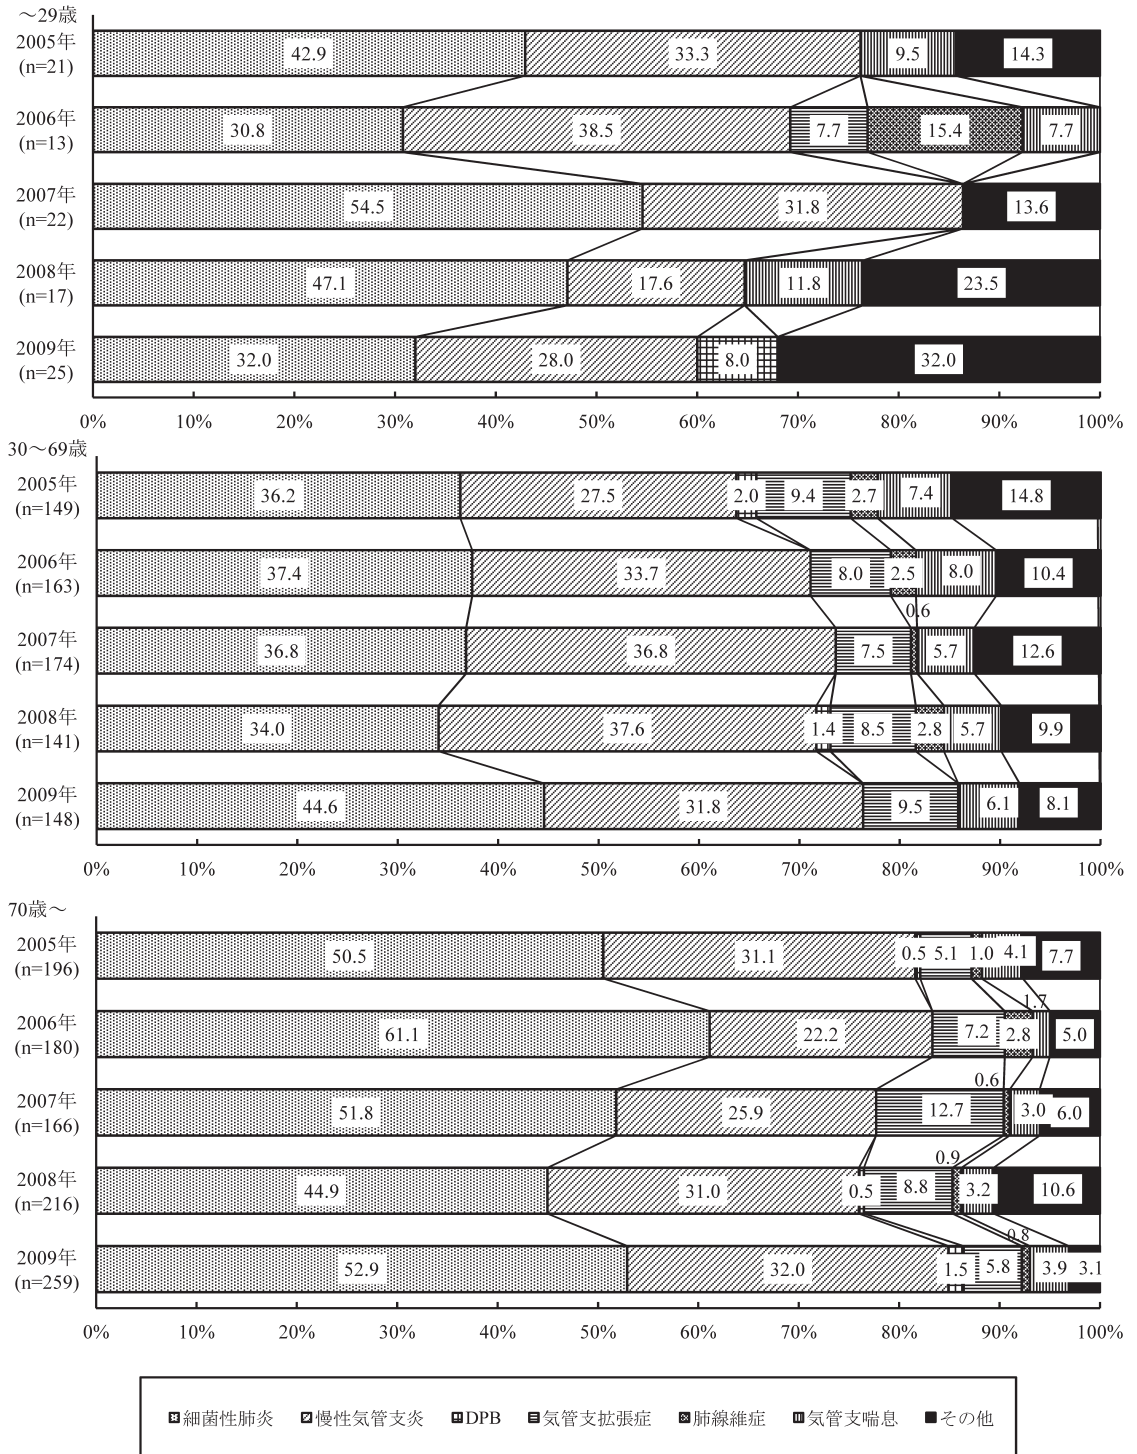 ～29歳
2005年
(n=21)
42.9 33.3 9.5 14.3
2006年
(n=13)
30.8 38.5 7.7 15.4 7.7
2007年
(n=22)
54.5 31.8 13.6
2008年
(n=17)
47.1 17.6 11.8 23.5
2009年
(n=25)
32.0 28.0 8.0 32.0
0% 10% 20% 30% 40% 50% 60% 70% 80% 90% 100%
30～69歳
2005年
(n=149)
36.2 27.5 2.0 9.4 2.7 7.4 14.8
2006年
(n=163)
37.4 33.7 8.0 2.5 8.0 10.4
0.6
2007年
(n=174)
36.8 36.8 7.5 5.7 12.6
2008年
(n=141)
34.0 37.6 1.4 8.5 2.8 5.7 9.9
2009年
(n=148)
44.6 31.8 9.5 6.1 8.1
0% 10% 20% 30% 40% 50% 60% 70% 80% 90% 100%
70歳～
2005年
(n=196)
50.5 31.1 0.5 5.1 1.0 4.1 7.7
1.7
2006年
(n=180)
61.1 22.2 7.2 2.8 5.0
0.6
2007年
(n=166)
51.8 25.9 12.7 3.0 6.0
0.9
2008年
(n=216)
44.9 31.0 0.5 8.8 3.2 10.6
0.8
2009年
(n=259)
52.9 32.0 1.5 5.8 3.9 3.1
0% 10% 20% 30% 40% 50% 60% 70% 80% 90% 100%
細菌性肺炎 慢性気管支炎 DPB 気管支拡張症 肺線維症 気管支喘息 その他